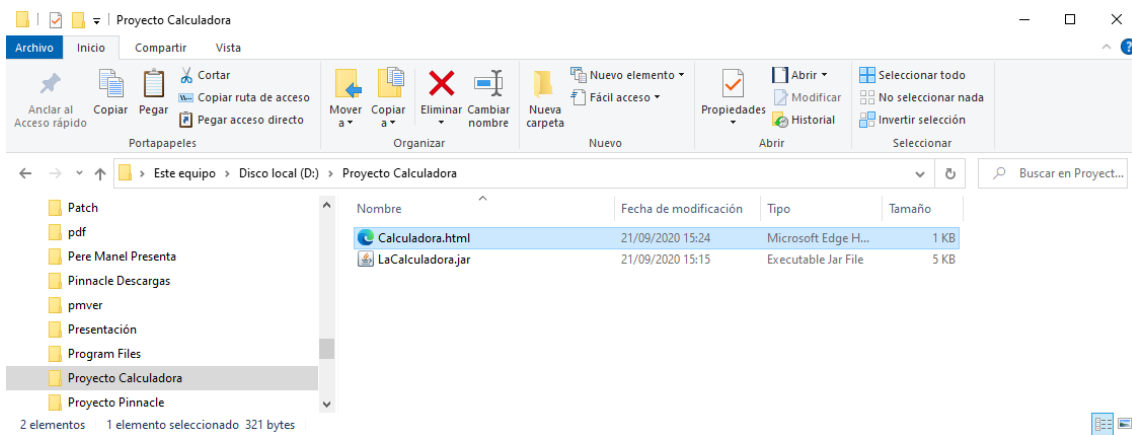 Proyecto Calculadora
Archivo Inicio Compartir Vista
Anclar al Acceso rápido
Copiar
Pegar
Cortar
Copiar ruta de acceso
Pegar acceso directo
Portapapeles
Mover a
Copiar a
Eliminar
Cambiar nombre
Organizar
Nueva carpeta
Nuevo elemento
Fácil acceso
Nuevo
Propiedades
Abrir
Modificar
Historial
Abrir
Seleccionar todo
No seleccionar nada
Invertir selección
Seleccionar
Este equipo > Disco local (D:) > Proyecto Calculadora
Buscar en Proyect...
Patch
pdf
Pere Manel Presenta
Pinnacle Descargas
pmver
Presentación
Program Files
Proyecto Calculadora
Proyecto Pinnacle
Nombre Fecha de modificación Tipo Tamaño
Calculadora.html 21/09/2020 15:24 Microsoft Edge H... 1 KB
LaCalculadora.jar 21/09/2020 15:15 Executable Jar File 5 KB
2 elementos 1 elemento seleccionado 321 bytes